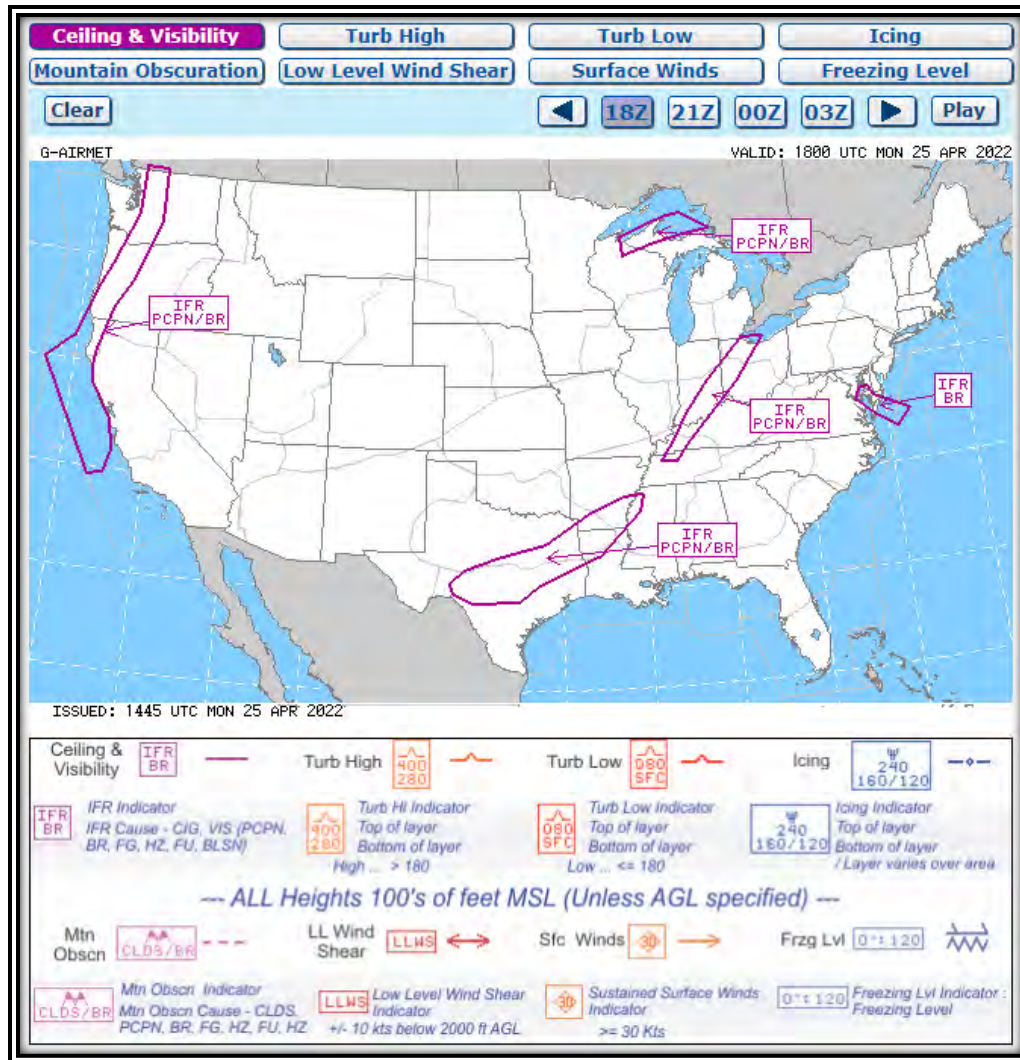 Ceiling & Visibility Turb High Turb Low Icing
Mountain Obscuration Low Level Wind Shear Surface Winds Freezing Level
Clear 18Z 21Z 00Z 03Z Play
G-AIRMET VALID: 1800 UTC MON 25 APR 2022
IFR
PCPN/BR
IFR
PCPN/BR
IFR
BR
IFR
PCPN/BR
IFR
PCPN/BR
ISSUED: 1445 UTC MON 25 APR 2022
Ceiling &
Visibility
IFR
BR
Turb High
400
280
Turb Low
080
SFC
Icing
240
160/120
IFR
BR
IFR Indicator
IFR Cause - CIG, VIS (PCPN,
BR, FG, HZ, FU, BLSN)
400
280
Turb HI Indicator
Top of layer
Bottom of layer
High ... > 180
080
SFC
Turb Low Indicator
Top of layer
Bottom of layer
Low ... <= 180
240
160/120
Icing Indicator
Top of layer
Bottom of layer
/ Layer varies over area
--- ALL Heights 100's of feet MSL (Unless AGL specified) ---
Mtn
Obscn
CLDS/BR
LL Wind
Shear
LLWS
Sfc Winds
30
Frzg Lvl
0°: 120
CLDS/BR
Mtn Obscn Indicator
Mtn Obscn Cause - CLDS,
PCPN, BR, FG, HZ, FU, HZ
LLWS
Low Level Wind Shear
Indicator
+/- 10 kts below 2000 ft AGL
30
Sustained Surface Winds
Indicator
>= 30 Kts
0°: 120
Freezing Lvl Indicator :
Freezing Level